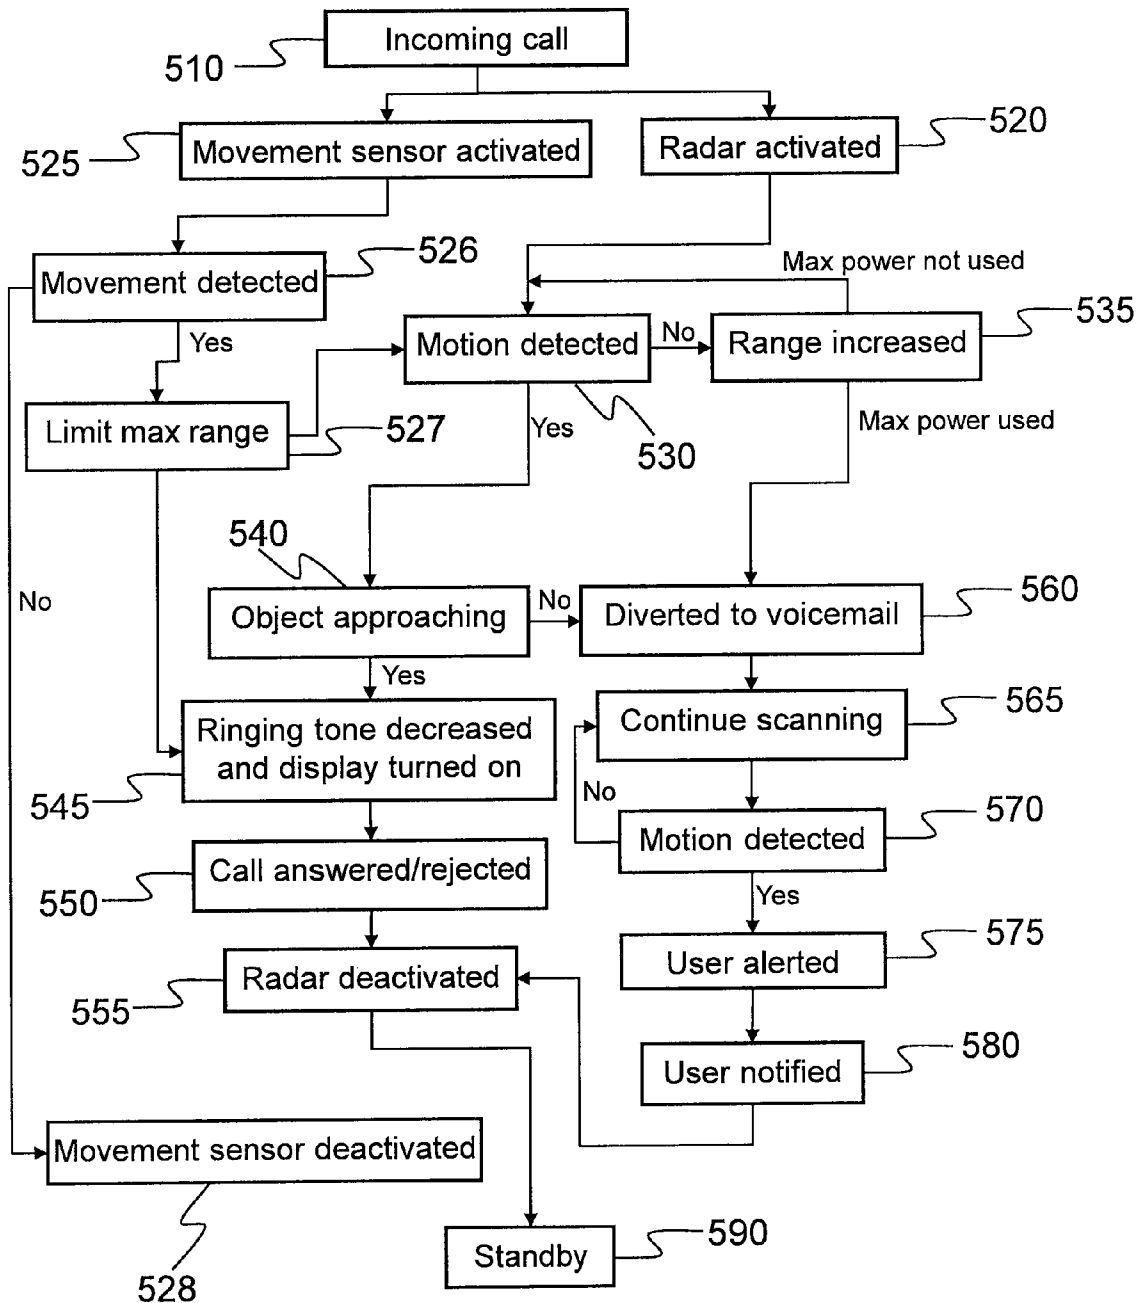 Incoming call
510
520
Movement sensor activated
Radar activated
525
526
Movement detected
Max power not used
535
Yes
Motion detected
No
Range increased
Limit max range
527
Yes
Max power used
530
540
No
Object approaching
No
Diverted to voicemail
560
Yes
565
Ringing tone decreased
and display turned on
Continue scanning
545
No
570
Motion detected
Call answered/rejected
550
Yes
575
User alerted
Radar deactivated
555
580
User notified
Movement sensor deactivated
590
Standby
528